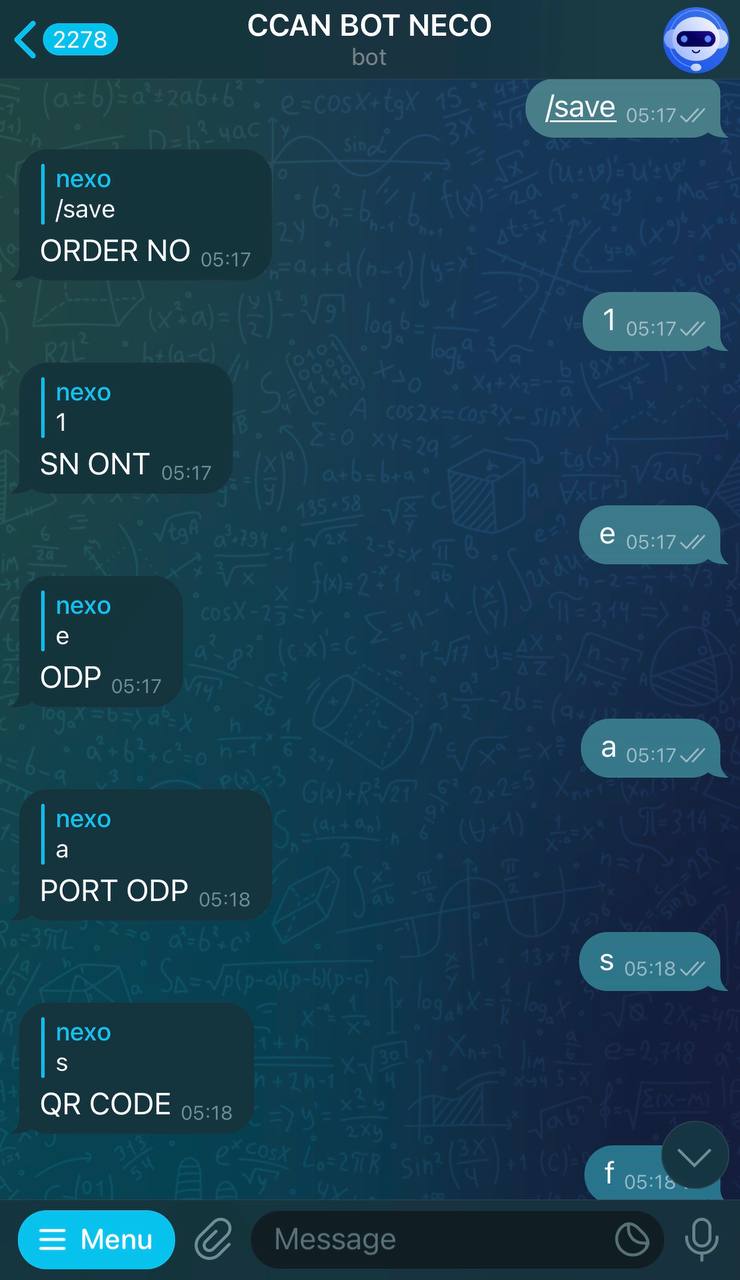 2278
CCAN BOT NECO
bot
/save 05:17
nexo
/save
ORDER NO 05:17
1 05:17
nexo
1
SN ONT 05:17
e 05:17
nexo
e
ODP 05:17
a 05:17
nexo
a
PORT ODP 05:18
s 05:18
nexo
s
QR CODE 05:18
f 05:18
Menu
Message